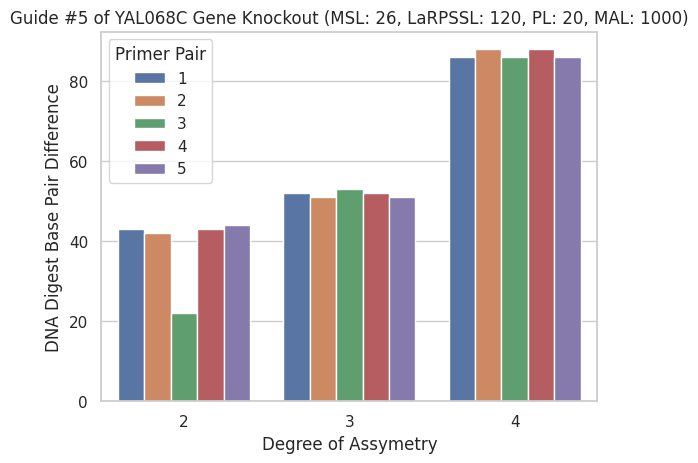 Guide #5 of YAL068C Gene Knockout (MSL: 26, LaRPSSL: 120, PL: 20, MAL: 1000)
Primer Pair
1
2
3
4
5
DNA Digest Base Pair Difference
80
60
40
20
0
2 3 4
Degree of Assymetry